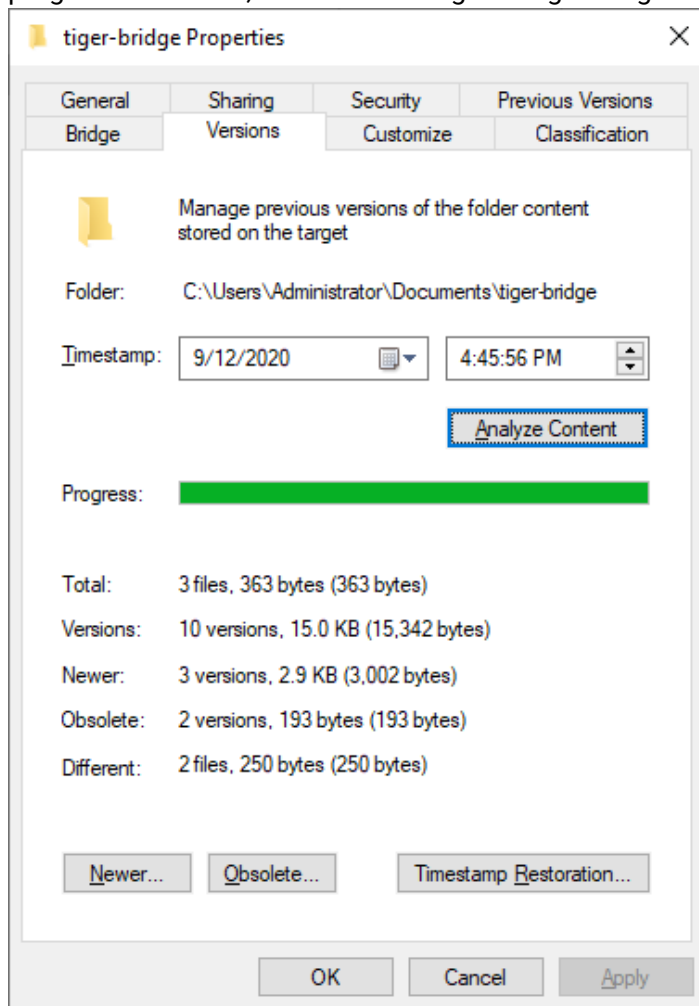 tiger-bridge Properties
General Sharing Security Previous Versions
Bridge Versions Customize Classification
Manage previous versions of the folder content
stored on the target
Folder: C:\Users\Administrator\Documents\tiger-bridge
Timestamp: 9/12/2020 4:45:56 PM
Analyze Content
Progress:
Total: 3 files, 363 bytes (363 bytes)
Versions: 10 versions, 15.0 KB (15,342 bytes)
Newer: 3 versions, 2.9 KB (3,002 bytes)
Obsolete: 2 versions, 193 bytes (193 bytes)
Different: 2 files, 250 bytes (250 bytes)
Newer... Obsolete... Timestamp Restoration...
OK Cancel Apply